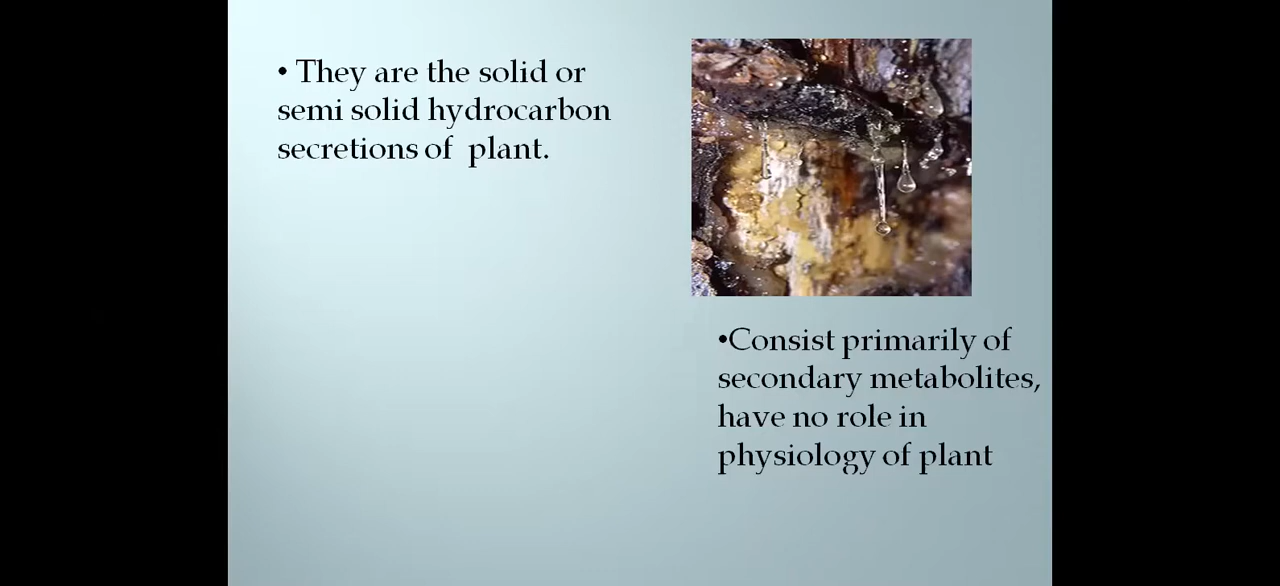 • They are the solid or
semi solid hydrocarbon
secretions of plant.
•Consist primarily of
secondary metabolites,
have no role in
physiology of plant